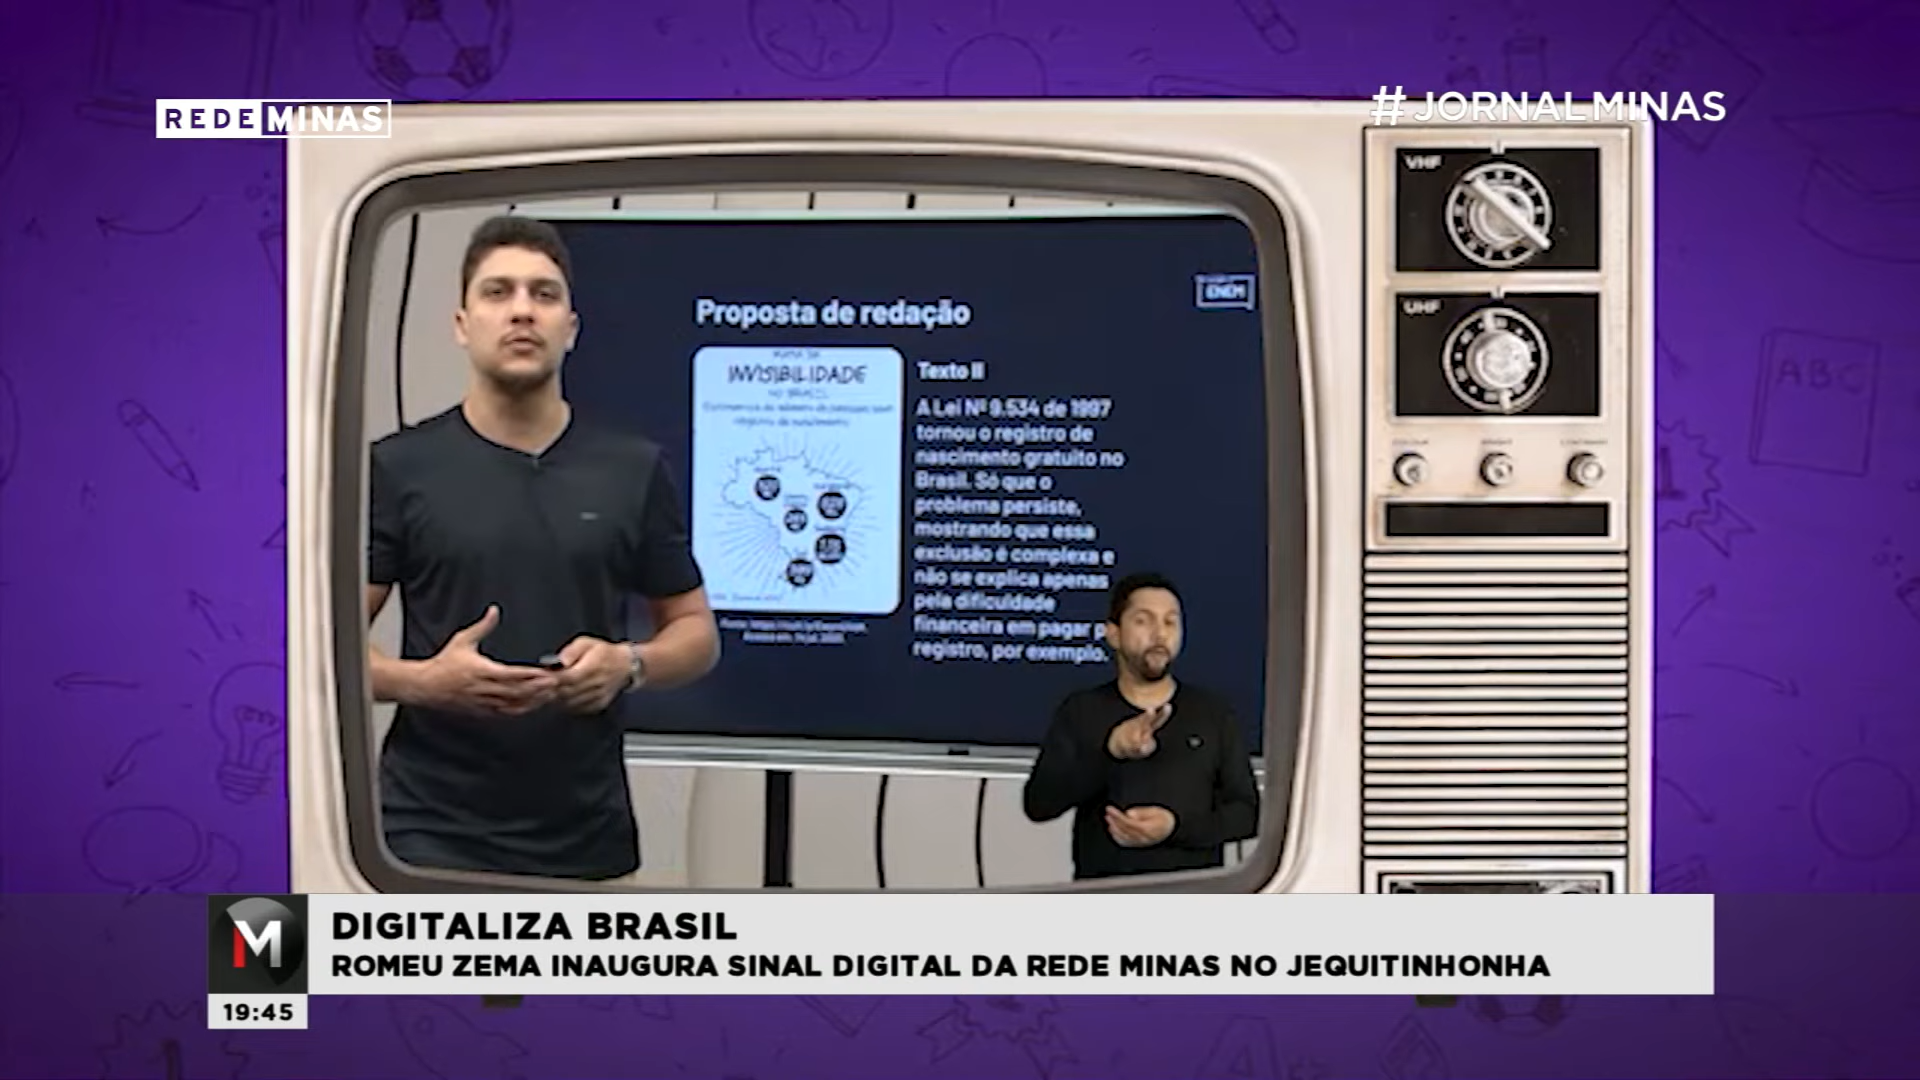 REDE MINAS
#JORNALMINAS
VHF
UHF
ENEM
Proposta de redação
INVISIBILIDADE
NO BRASIL
Texto II
A Lei Nº 9.534 de 1997
tornou o registro de
nascimento gratuito no
Brasil. Só que o
problema persiste,
mostrando que essa
exclusão é complexa e
não se explica apenas
pela dificuldade
financeira em pagar p
registro, por exemplo.
ABC
M
DIGITALIZA BRASIL
ROMEU ZEMA INAUGURA SINAL DIGITAL DA REDE MINAS NO JEQUITINHONHA
19:45